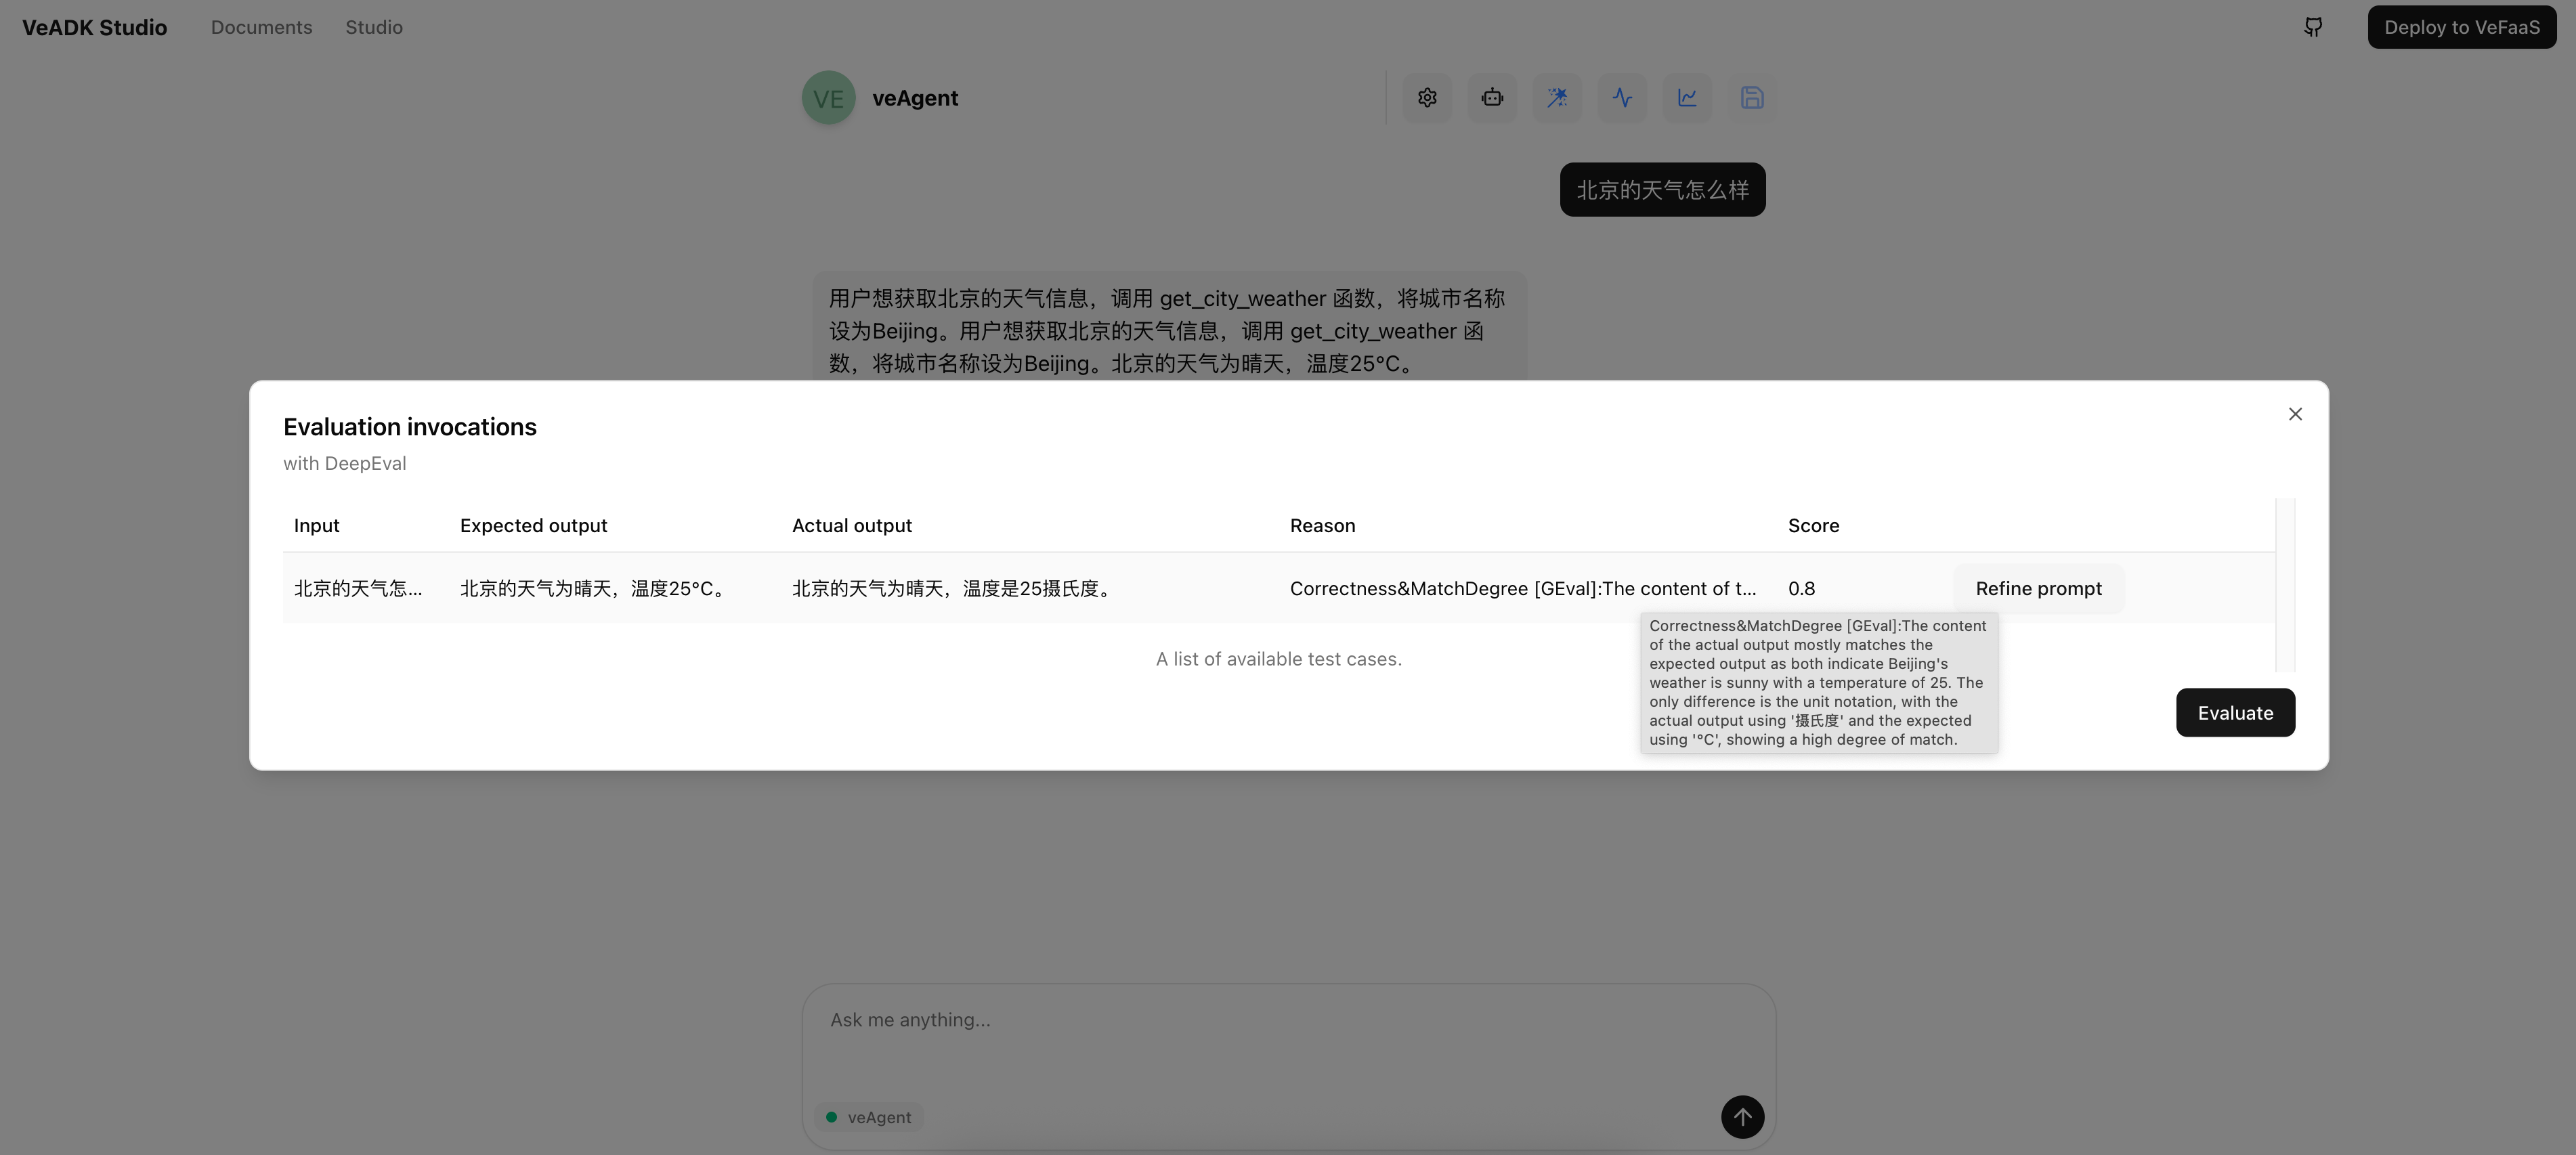 VeADK Studio Documents Studio Deploy to VeFaaS
VE veAgent
北京的天气怎么样
用户想获取北京的天气信息，调用 get_city_weather 函数，将城市名称
设为Beijing。用户想获取北京的天气信息，调用 get_city_weather 函
数，将城市名称设为Beijing。北京的天气为晴天，温度25°C。
Evaluation invocations
with DeepEval
Input Expected output Actual output Reason Score
北京的天气怎... 北京的天气为晴天，温度25°C。 北京的天气为晴天，温度是25摄氏度。 Correctness&MatchDegree [GEval]:The content of t... 0.8 Refine prompt
A list of available test cases.
Correctness&MatchDegree [GEval]:The content
of the actual output mostly matches the
expected output as both indicate Beijing's
weather is sunny with a temperature of 25. The
only difference is the unit notation, with the
actual output using '摄氏度' and the expected
using '°C', showing a high degree of match.
Evaluate
Ask me anything...
veAgent